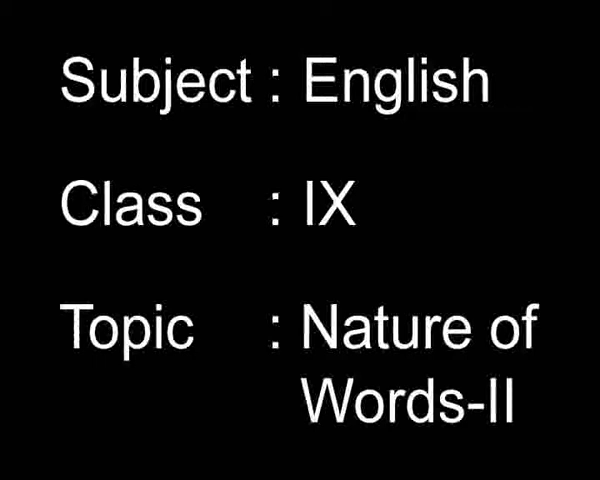 Subject : English
Class : IX
Topic : Nature of
Words-II